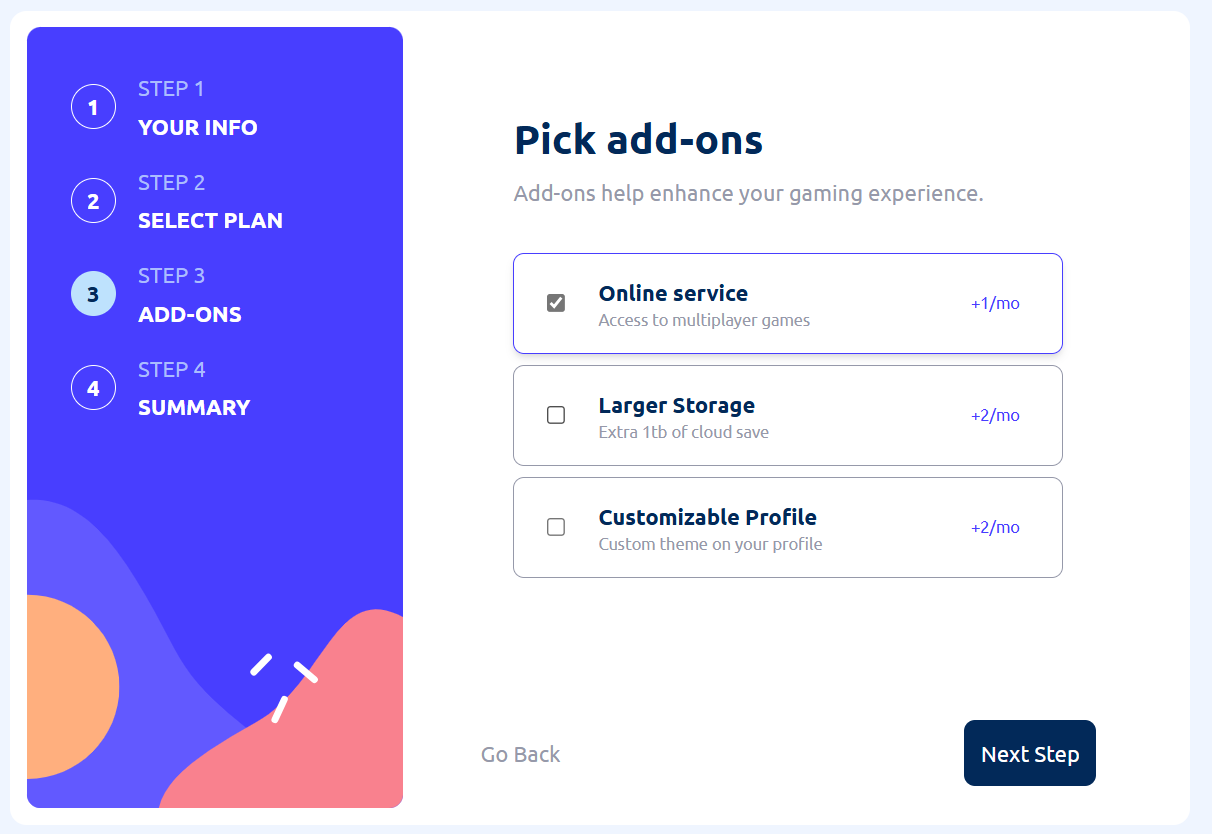 1
STEP 1
YOUR INFO
2
STEP 2
SELECT PLAN
3
STEP 3
ADD-ONS
4
STEP 4
SUMMARY
Pick add-ons
Add-ons help enhance your gaming experience.
Online service
Access to multiplayer games
+1/mo
Larger Storage
Extra 1tb of cloud save
+2/mo
Customizable Profile
Custom theme on your profile
+2/mo
Go Back
Next Step